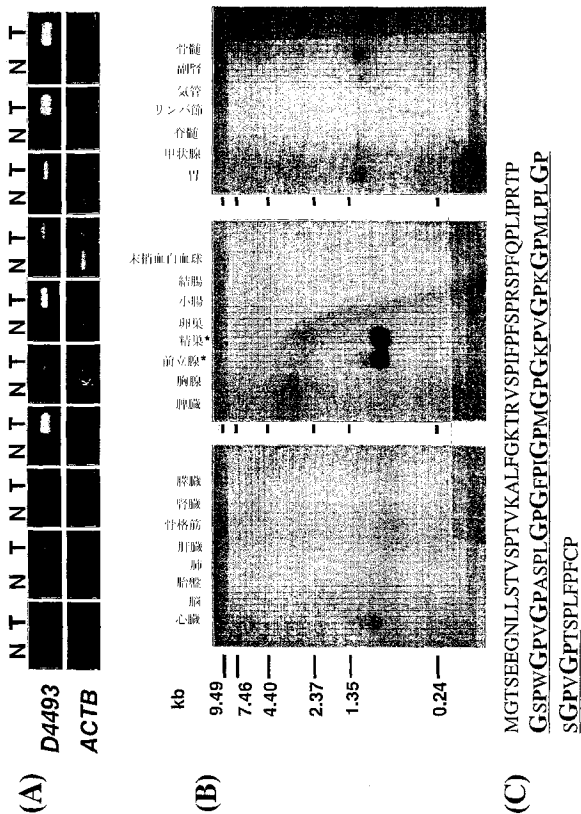 (A)
N T N T N T N T N T N T N T N T N T N T
D4493
ACTB
(B)
心臓 脳 胎盤 肺 肝臓 骨格筋 腎臓 膵臓 脾臓 胸腺 前立腺* 精巣* 卵巣 小腸 結腸 末梢血白血球 胃 甲状腺 脊髄 リンパ節 気管 副腎 骨髄
kb
9.49
7.46
4.40
2.37
1.35
0.24
(C)
MGTSEEGNLLSTVSPTVKALFGKTRVSPIFPFSPRSPFQPLIPRTP
GSPWGPVGPASPLGPGFPIGPMGPGKPVGPKGPMLPLGP
SGPVGPTSPLFPFCP